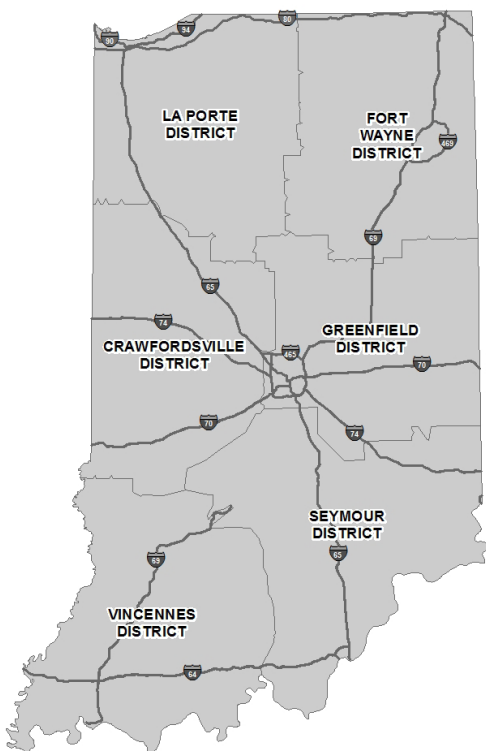 90
94
80
LA PORTE
DISTRICT
FORT
WAYNE
DISTRICT
469
69
65
74
CRAWFORDSVILLE
DISTRICT
465
GREENFIELD
DISTRICT
70
70
74
SEYMOUR
DISTRICT
65
69
VINCENNES
DISTRICT
64